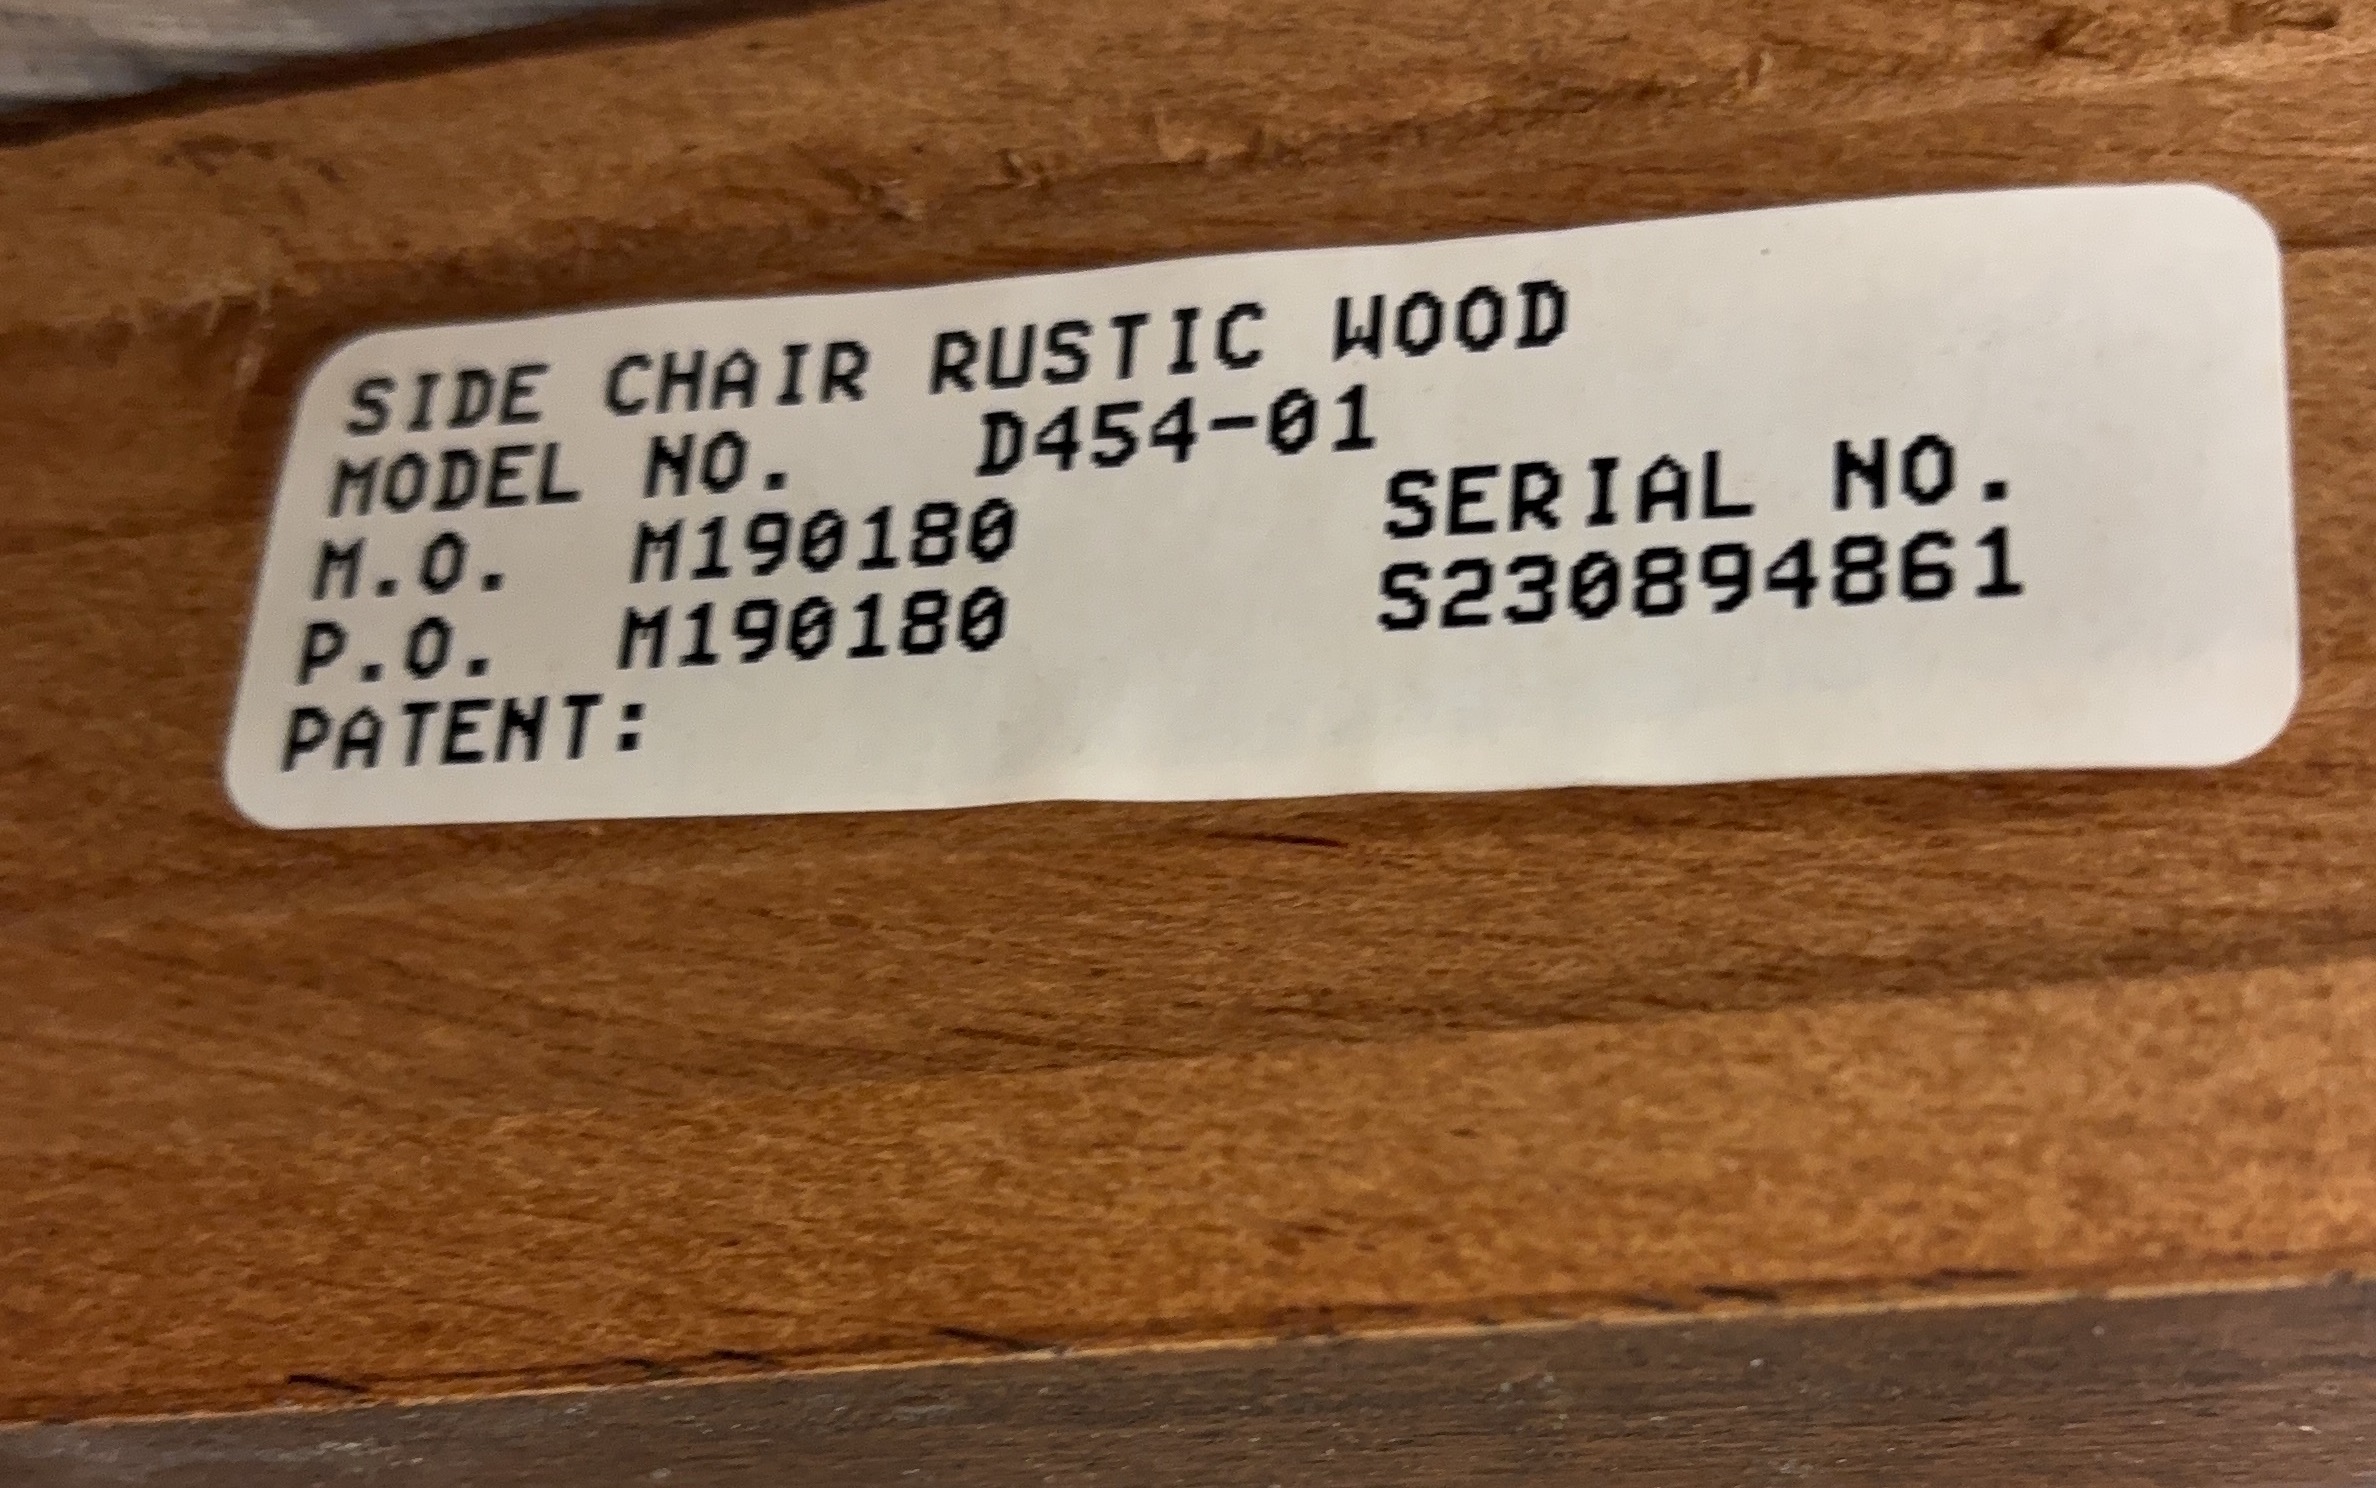 SIDE CHAIR RUSTIC WOOD
MODEL NO. D454-01
M.O. M190180 SERIAL NO.
P.O. M190180 S230894861
PATENT: